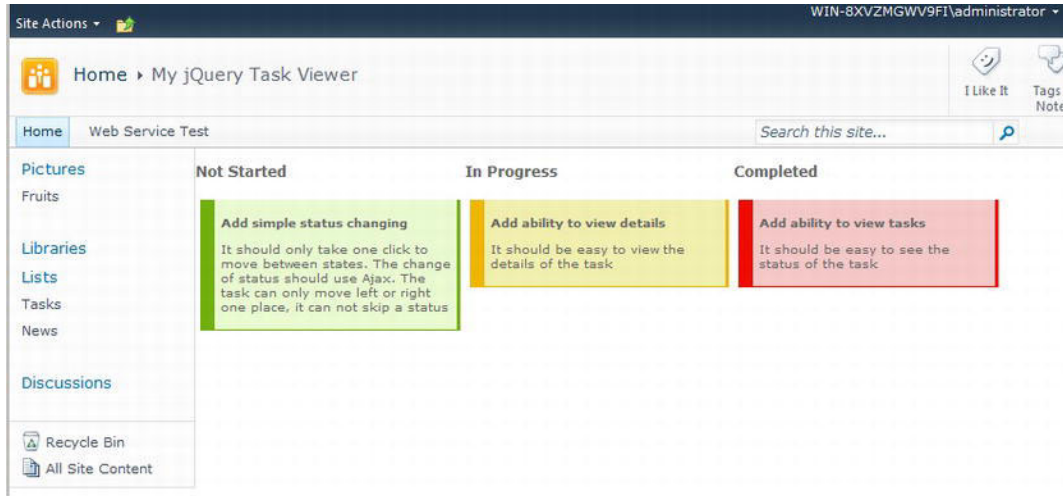 Site Actions
WIN-8XVZMGWV9FI\administrator
Home ▸ My jQuery Task Viewer
I Like It
Tags
Note
Home
Web Service Test
Search this site...
Pictures
Fruits
Libraries
Lists
Tasks
News
Discussions
Recycle Bin
All Site Content
Not Started
Add simple status changing
It should only take one click to
move between states. The change
of status should use Ajax. The
task can only move left or right
one place, it can not skip a status
In Progress
Add ability to view details
It should be easy to view the
details of the task
Completed
Add ability to view tasks
It should be easy to see the
status of the task